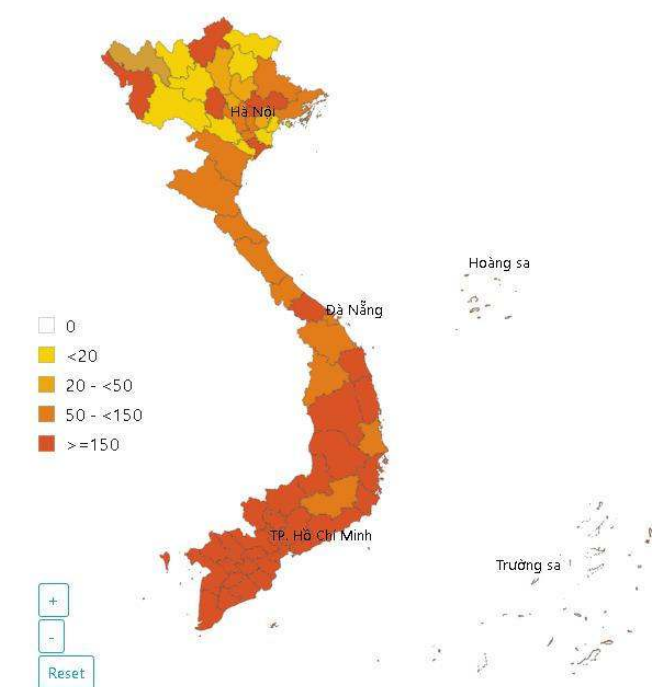 Hà Nội
Hoàng sa
Đà Nẵng
0
<20
20 - <50
50 - <150
>=150
TP. Hồ Chí Minh
Trường sa
+
-
Reset